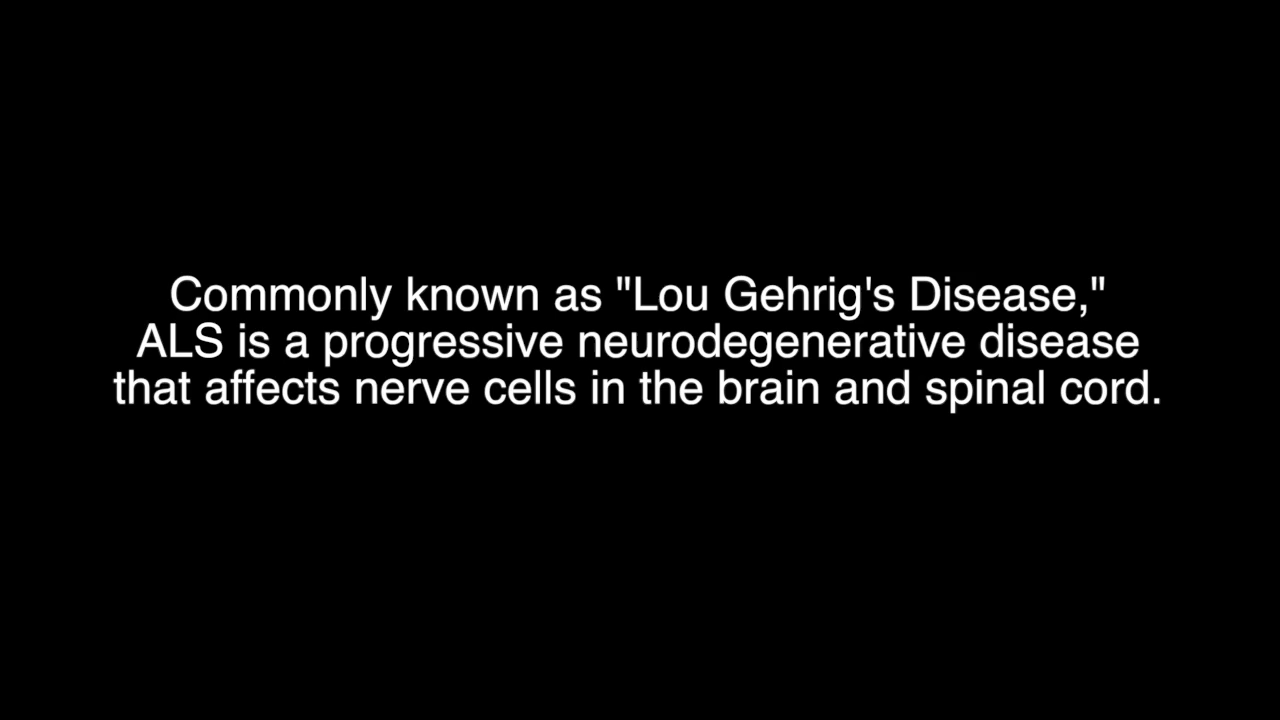 Commonly known as "Lou Gehrig's Disease,"
ALS is a progressive neurodegenerative disease
that affects nerve cells in the brain and spinal cord.